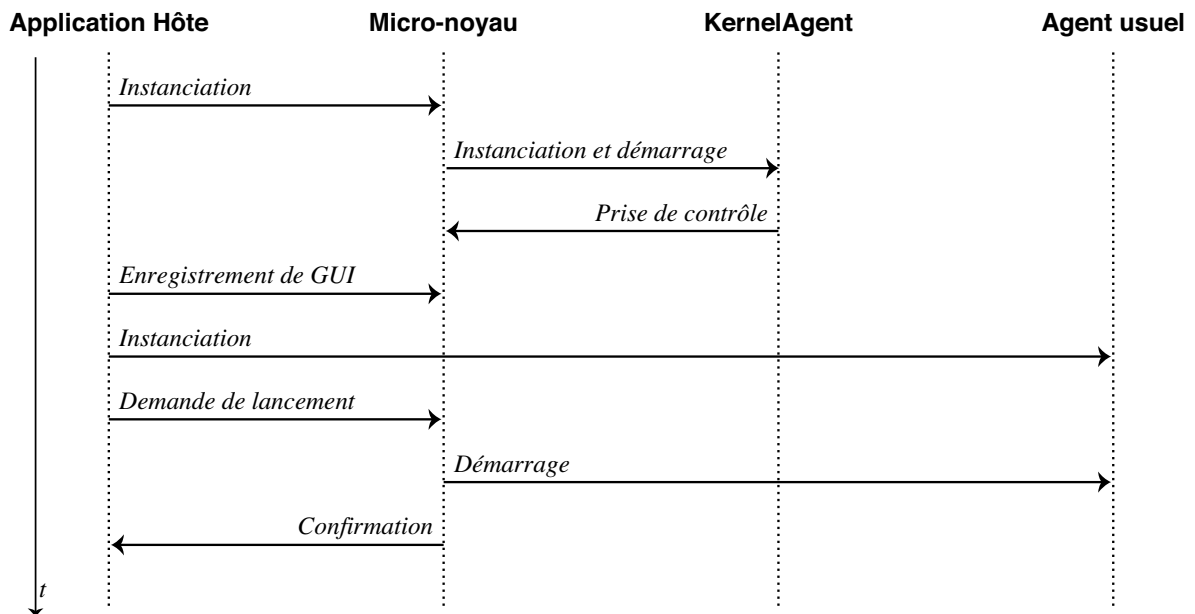 Application Hôte Micro-noyau KernelAgent Agent usuel
Instanciation
Instanciation et démarrage
Prise de contrôle
Enregistrement de GUI
Instanciation
Demande de lancement
Démarrage
Confirmation
t